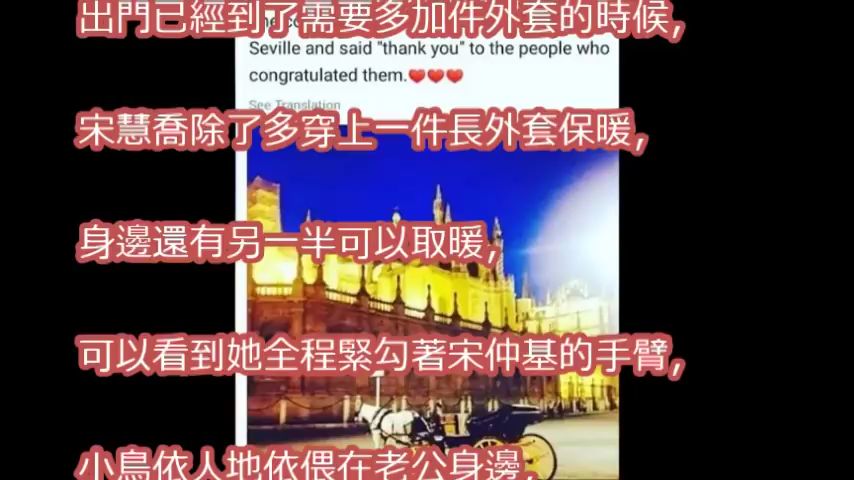 出門已經到了需要多加件外套的時候，
Seville and said "thank you" to the people who
congratulated them.❤❤❤
See Translation
宋慧喬除了多穿上一件長外套保暖，
身邊還有另一半可以取暖，
可以看到她全程緊勾著宋仲基的手臂，
小鳥依人地依偎在老公身邊，